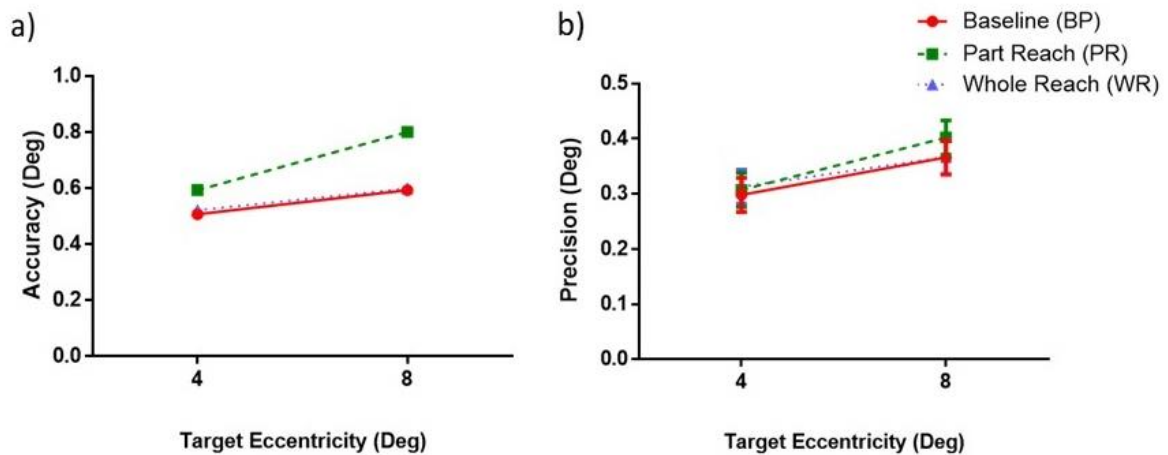 a)
Accuracy (Deg)
1.0
0.8
0.6
0.4
0.2
0.0
4
8
Target Eccentricity (Deg)
b)
Baseline (BP)
Part Reach (PR)
Whole Reach (WR)
Precision (Deg)
0.5
0.4
0.3
0.2
0.1
0.0
4
8
Target Eccentricity (Deg)